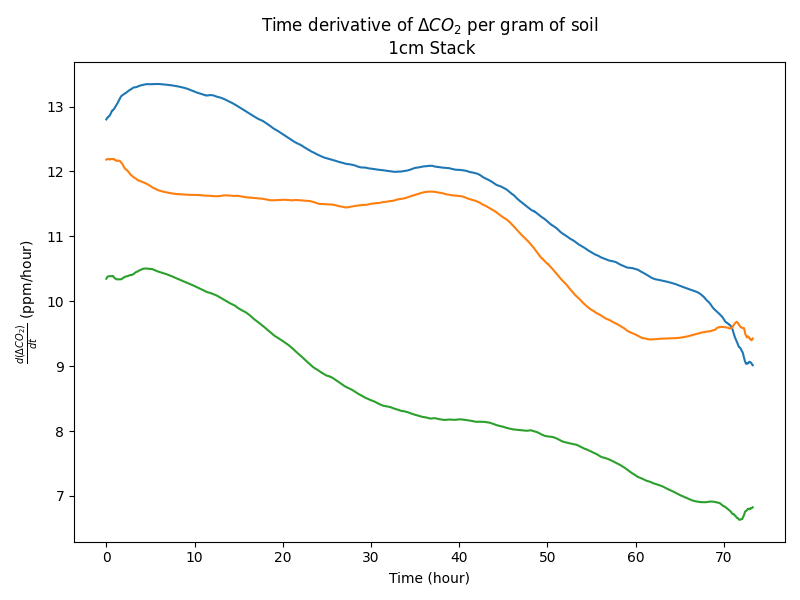 Time derivative of ΔCO₂ per gram of soil
1cm Stack
d(ΔCO₂)/dt (ppm/hour)
13
12
11
10
9
8
7
0 10 20 30 40 50 60 70
Time (hour)